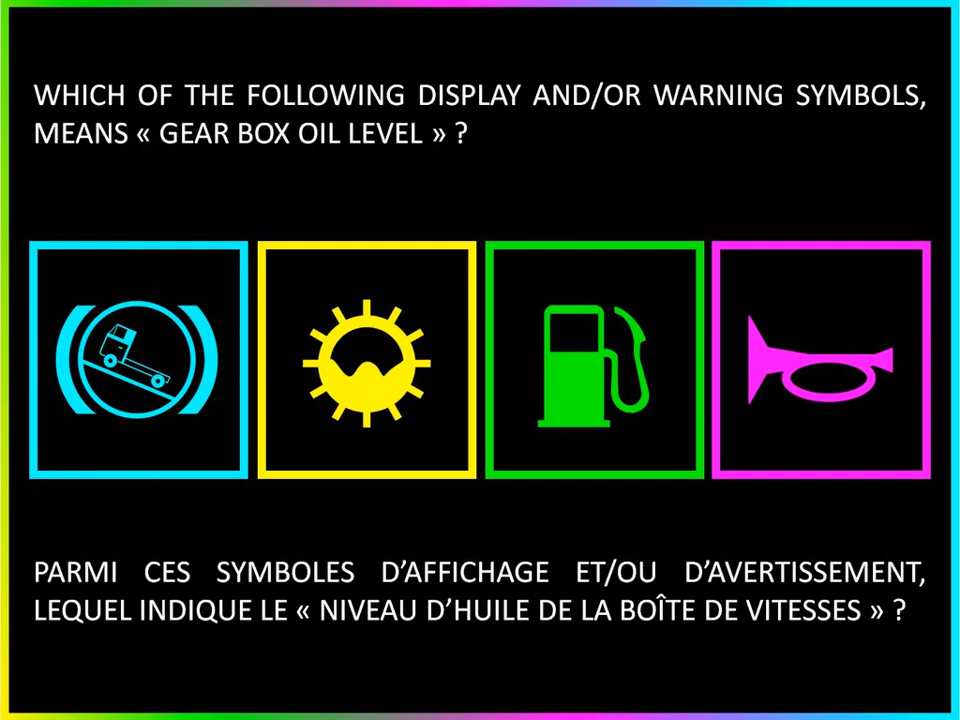 WHICH OF THE FOLLOWING DISPLAY AND/OR WARNING SYMBOLS,
MEANS « GEAR BOX OIL LEVEL » ?
PARMI CES SYMBOLES D’AFFICHAGE ET/OU D’AVERTISSEMENT,
LEQUEL INDIQUE LE « NIVEAU D’HUILE DE LA BOÎTE DE VITESSES » ?